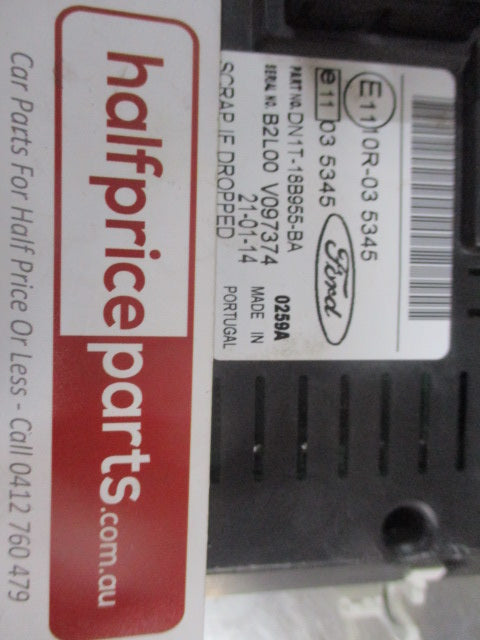 E11 10R-03 5345
e11 03 5345
Ford
PART NO. DN1T-18B955-BA
SERIAL NO. B2L00 V097374
0259A
21-01-14
MADE IN
SCRAP IF DROPPED
PORTUGAL
halfpriceparts.com.au
Car Parts For Half Price Or Less - Call 0412 760 479